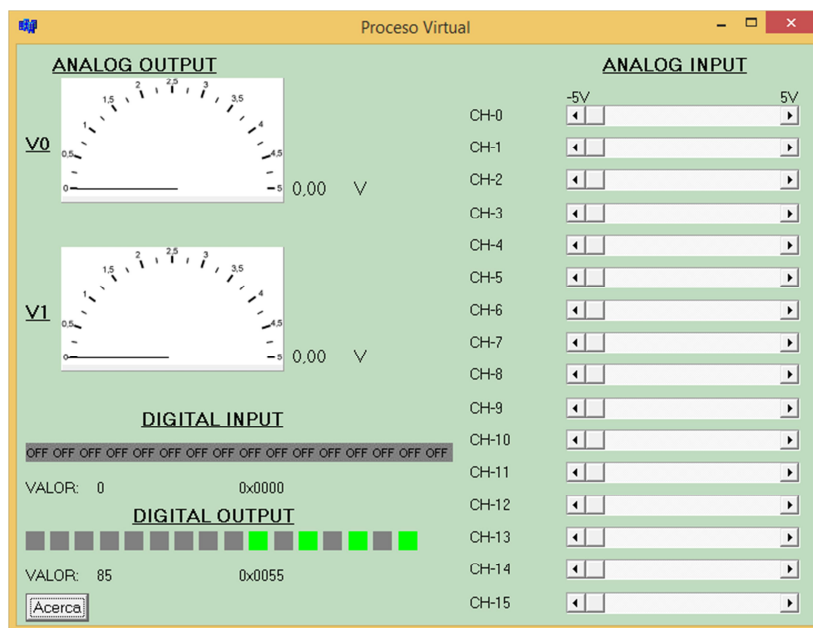 Proceso Virtual
ANALOG OUTPUT
V0
0 0,5 1 1,5 2 2,5 3 3,5 4 4,5 5
0,00 V
V1
0 0,5 1 1,5 2 2,5 3 3,5 4 4,5 5
0,00 V
DIGITAL INPUT
OFF OFF OFF OFF OFF OFF OFF OFF OFF OFF OFF OFF OFF OFF OFF OFF
VALOR: 0 0x0000
DIGITAL OUTPUT
VALOR: 85 0x0055
Acerca
ANALOG INPUT
-5V 5V
CH-0
CH-1
CH-2
CH-3
CH-4
CH-5
CH-6
CH-7
CH-8
CH-9
CH-10
CH-11
CH-12
CH-13
CH-14
CH-15